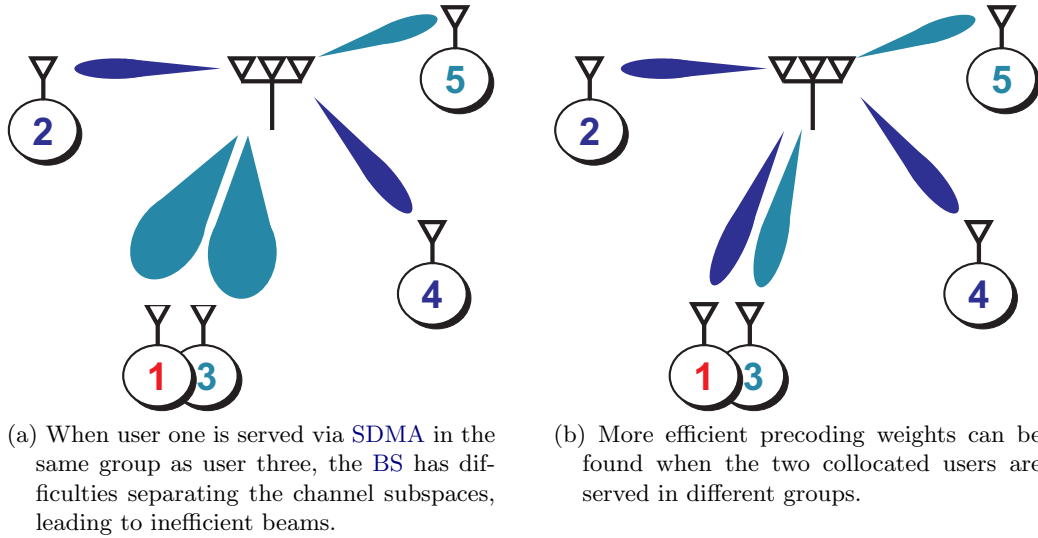 5
2
4
1 3
(a) When user one is served via SDMA in the
same group as user three, the BS has dif-
ficulties separating the channel subspaces,
leading to inefficient beams.
5
2
4
1 3
(b) More efficient precoding weights can be
found when the two collocated users are
served in different groups.